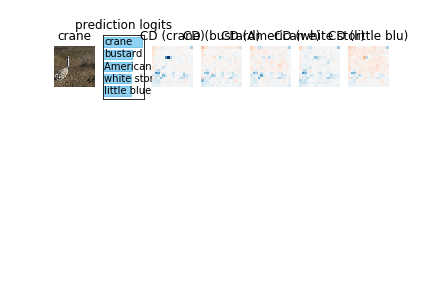 prediction logits
crane
CD (crane)
CD (bustard)
CD (American)
CD (white stor)
CD (little blu)
crane
bustard
American
white stor
little blue